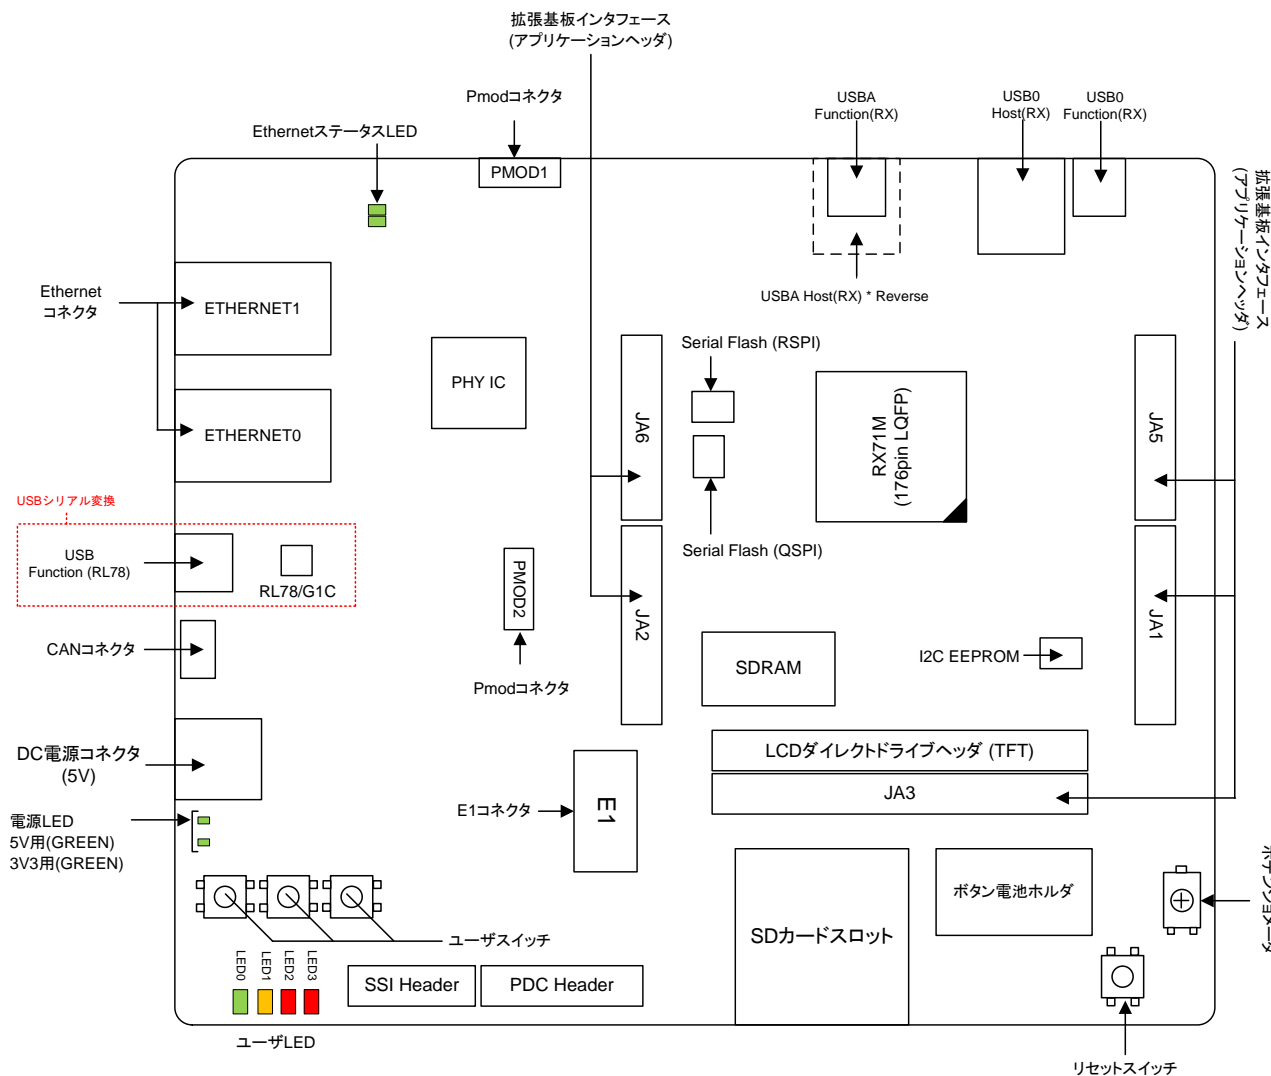 拡張基板インタフェース
(アプリケーションヘッダ)
Pmodコネクタ
EthernetステータスLED
PMOD1
USBA
Function(RX)
USB0
Host(RX)
USB0
Function(RX)
拡張基板インタフェース
(アプリケーションヘッダ)
Ethernet
コネクタ
ETHERNET1
USBA Host(RX) * Reverse
Serial Flash (RSPI)
PHY IC
ETHERNET0
JA6
RX71M
(176pin LQFP)
JA5
USBシリアル変換
USB
Function (RL78)
RL78/G1C
Serial Flash (QSPI)
PMOD2
JA2
JA1
CANコネクタ
Pmodコネクタ
SDRAM
I2C EEPROM
DC電源コネクタ
(5V)
LCDダイレクトドライブヘッダ (TFT)
JA3
E1コネクタ
E1
電源LED
5V用(GREEN)
3V3用(GREEN)
ボタン電池ホルダ
ポテンショメータ
SDカードスロット
ユーザスイッチ
LED0
LED1
LED2
LED3
SSI Header
PDC Header
ユーザLED
リセットスイッチ